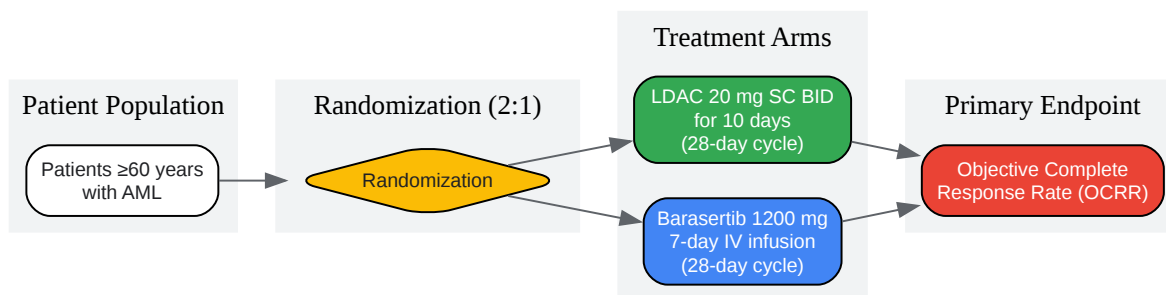 Patient Population
Patients ≥60 years
with AML
Randomization (2:1)
Randomization
Treatment Arms
LDAC 20 mg SC BID
for 10 days
(28-day cycle)
Barasertib 1200 mg
7-day IV infusion
(28-day cycle)
Primary Endpoint
Objective Complete
Response Rate (OCRR)